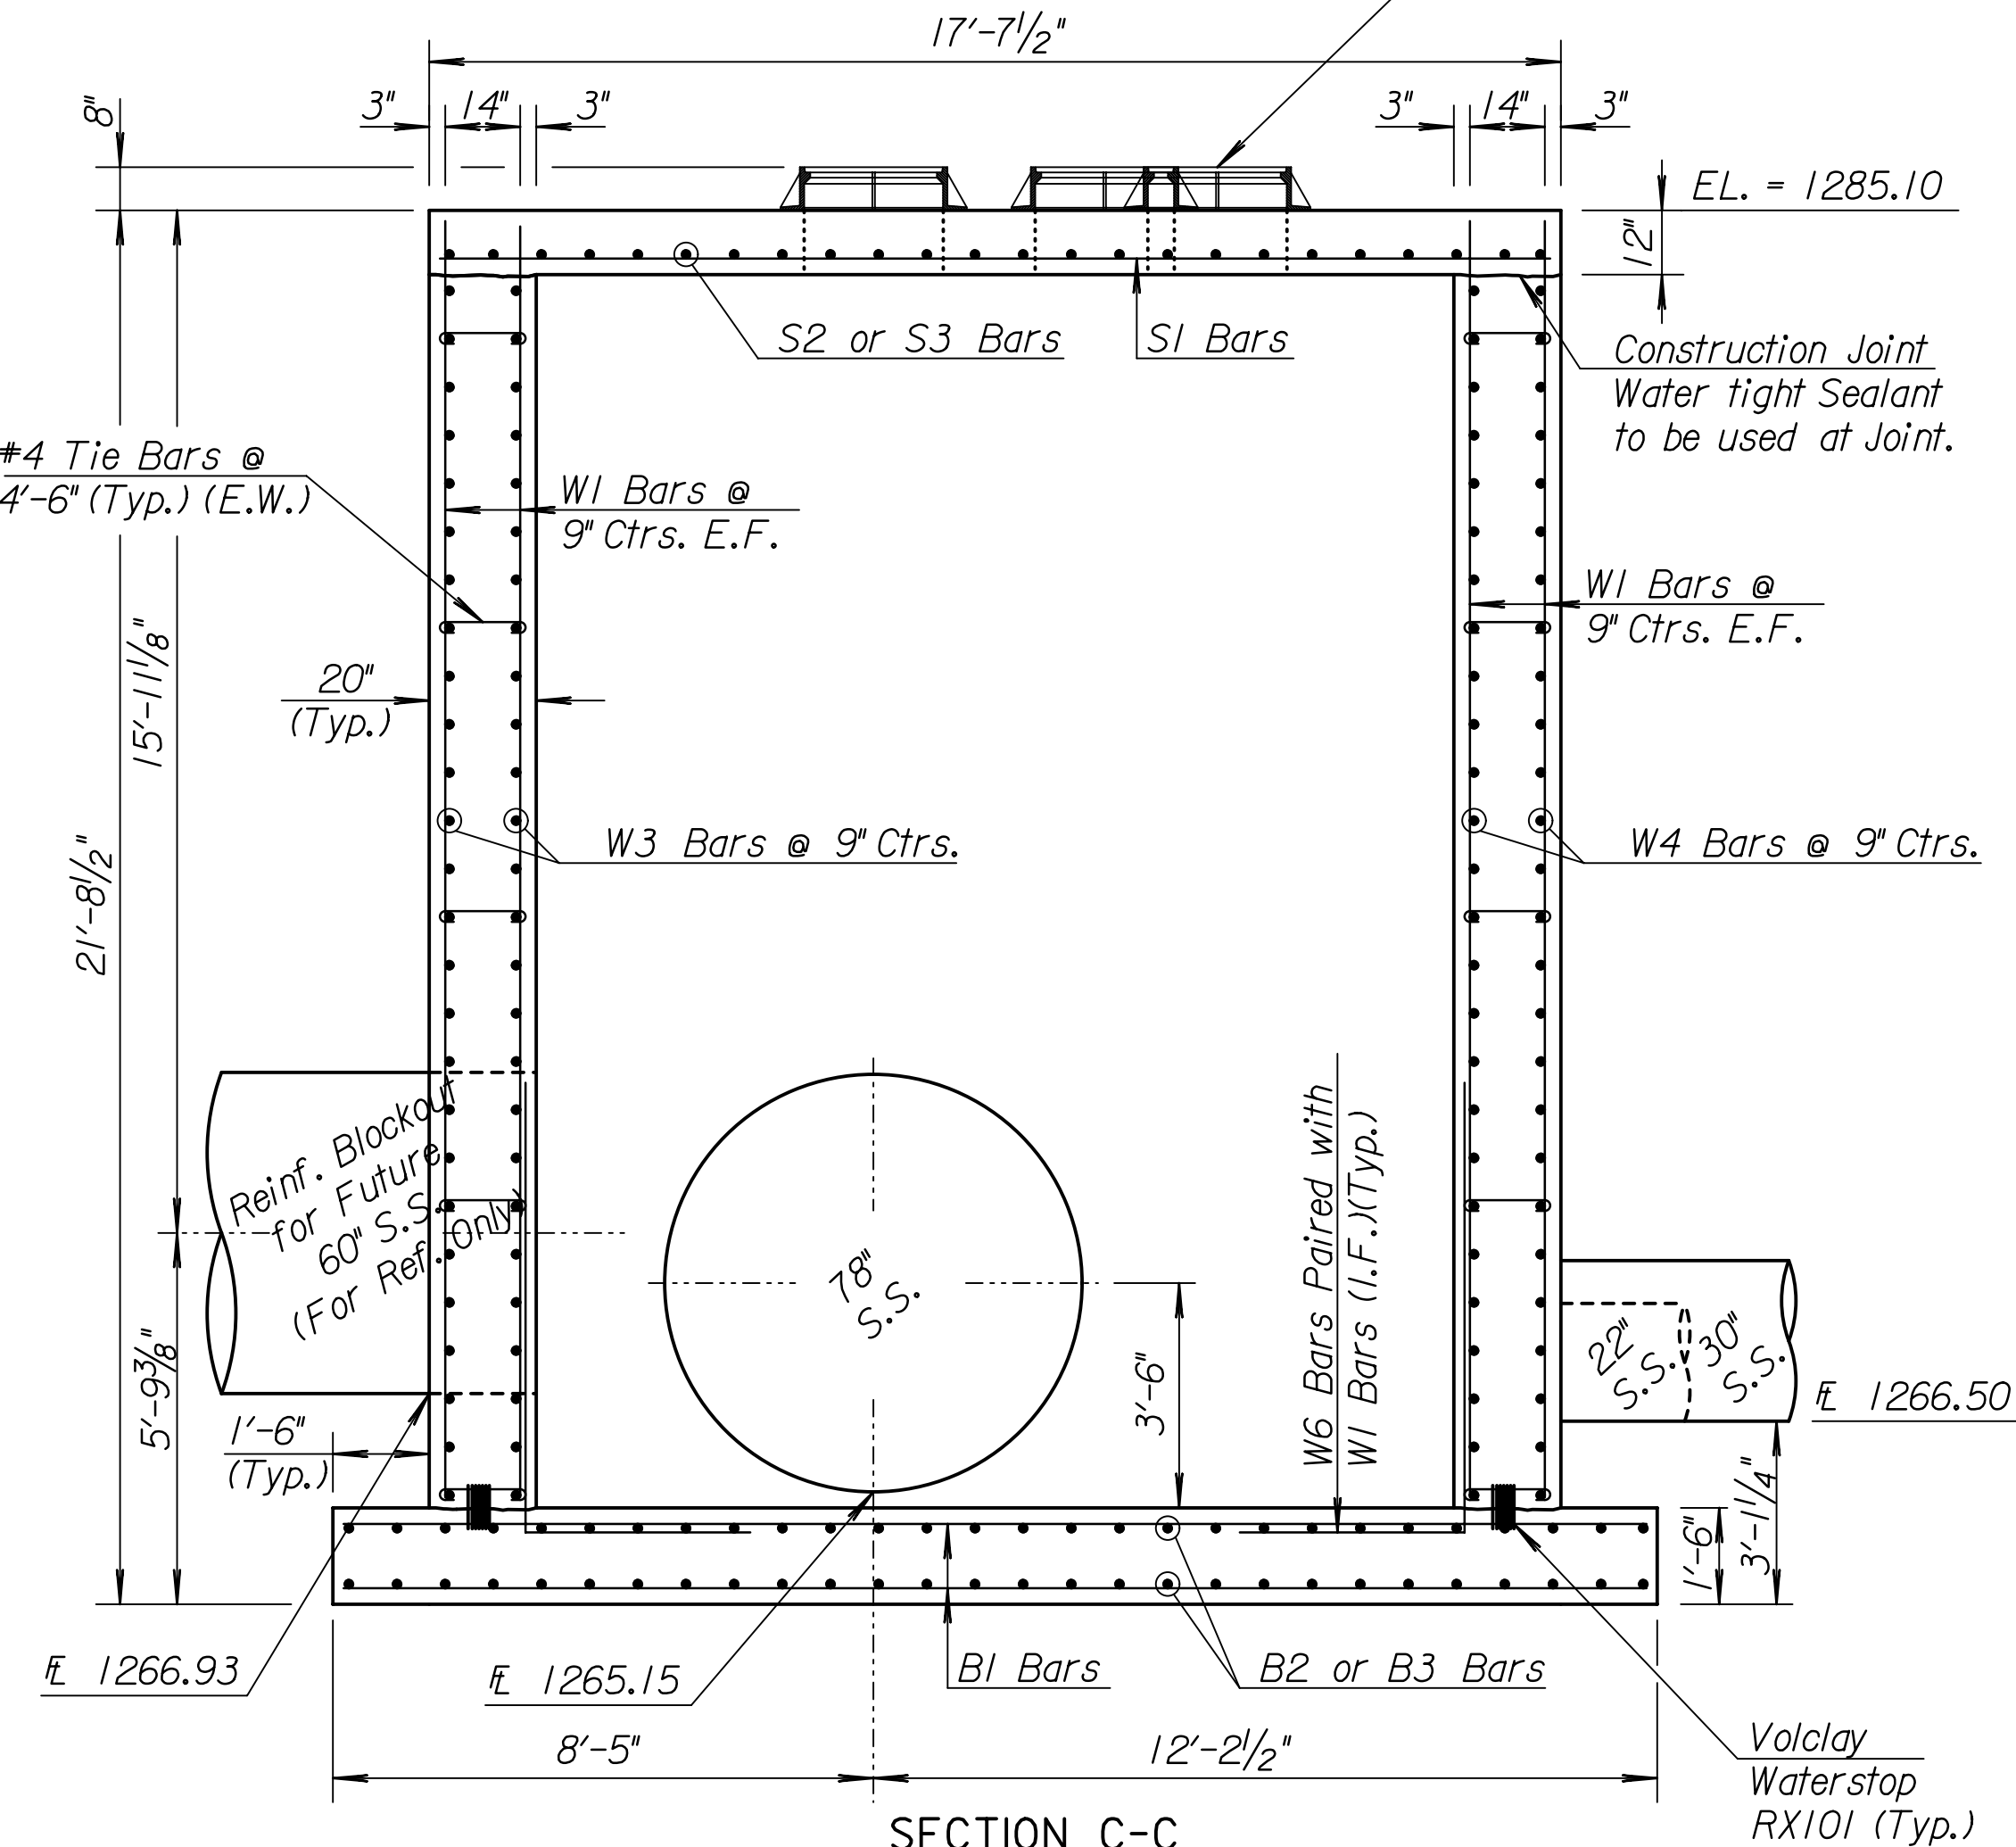 17'-7 1/2"
8"
3"
14"
3"
3"
14"
3"
EL. = 1285.10
12"
S2 or S3 Bars
S1 Bars
Construction Joint
Water tight Sealant
to be used at Joint.
#4 Tie Bars @
4'-6" (Typ.) (E.W.)
W1 Bars @
9" Ctrs. E.F.
W1 Bars @
9" Ctrs. E.F.
15'-11 1/8"
20"
(Typ.)
21'-8 1/2"
W3 Bars @ 9" Ctrs.
W4 Bars @ 9" Ctrs.
Reinf. Blockout
for Future
60" S.S.
(For Ref. Only)
78"
S.S.
W6 Bars Paired with
W1 Bars (I.F.)(Typ.)
3'-6"
22"
S.S.
30"
S.S.
5'-9 3/8"
1'-6"
(Typ.)
1266.50
1'-6"
3'-11 1/4"
1266.93
1265.15
B1 Bars
B2 or B3 Bars
8'-5"
12'-2 1/2"
Volclay
Waterstop
RX101 (Typ.)
SECTION C-C